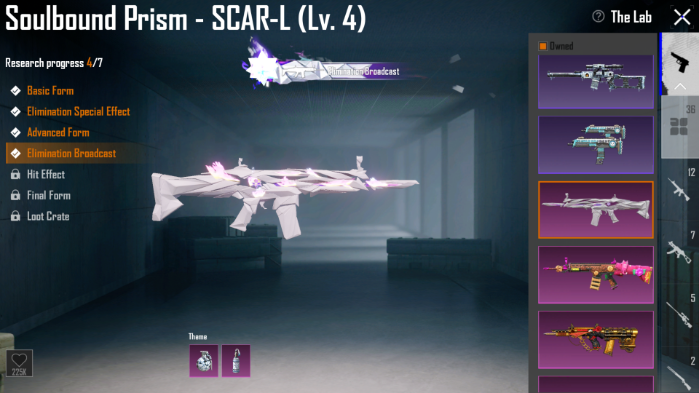 Soulbound Prism - SCAR-L (Lv. 4)
The Lab
Research progress 4/7
Elimination Broadcast
Owned
Basic Form
Elimination Special Effect
Advanced Form
Elimination Broadcast
Hit Effect
Final Form
Loot Crate
Theme
225K
36
12
7
5
2